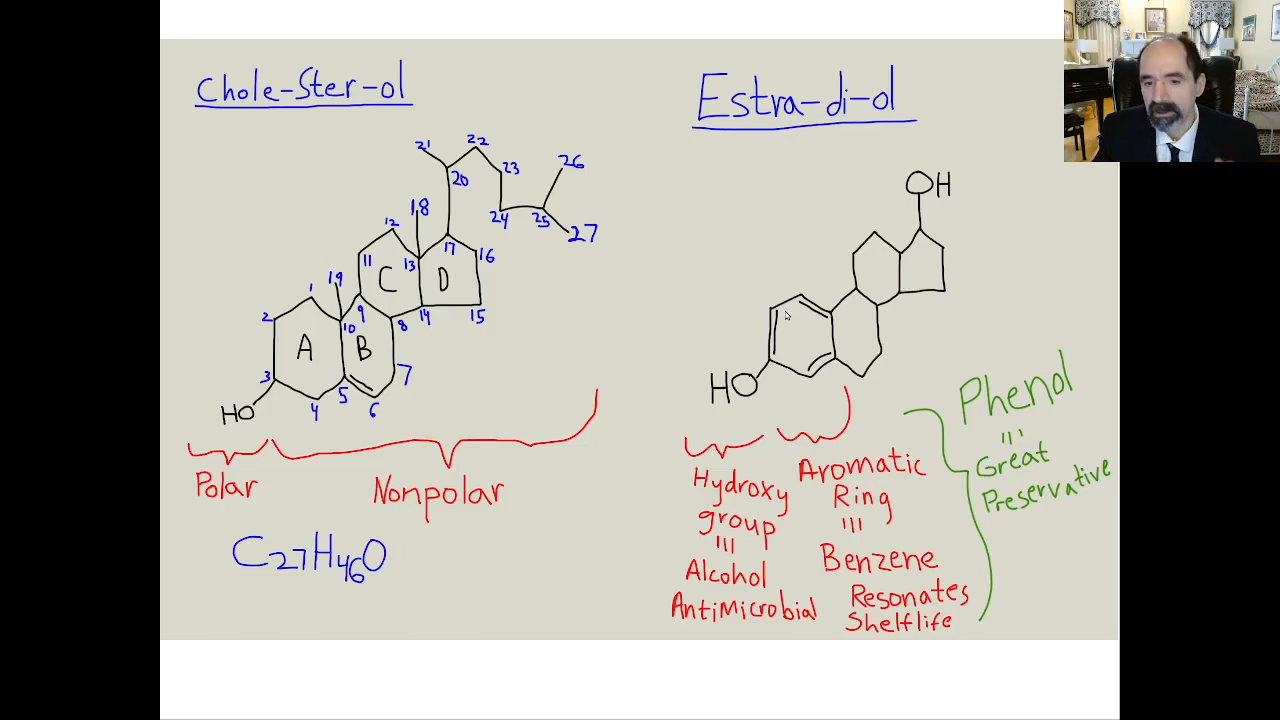 Chole-Ster-ol
21
22
20
23
26
24
25
27
18
12
11
13
17
16
C
D
19
1
2
10
9
8
14
15
A
B
3
4
5
6
7
HO
Polar
Nonpolar
C27H46O
Estra-di-ol
OH
HO
Hydroxy
group
Alcohol
AntiMicrobial
Aromatic
Ring
Benzene
Resonates
Shelflife
Phenol
Great
Preservative